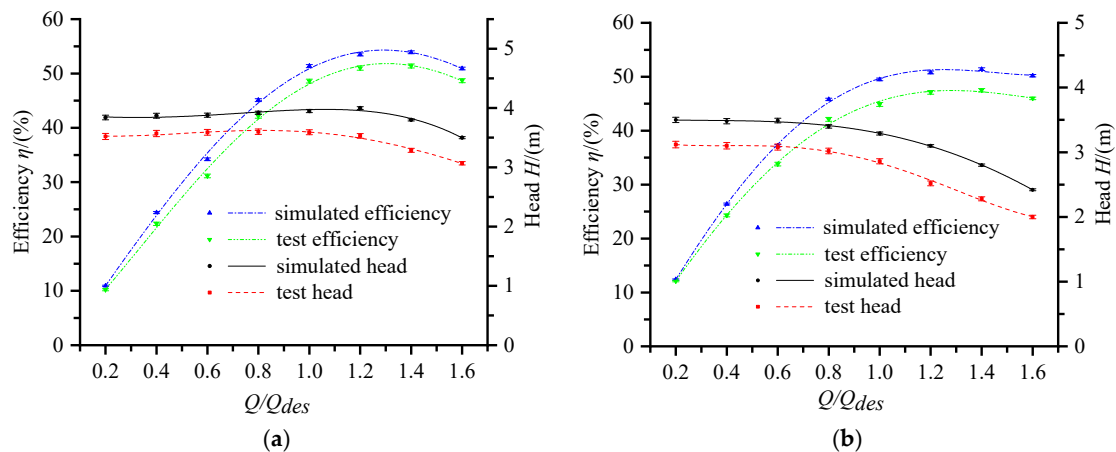 (a)
Efficiency η/(%)
60
50
40
30
20
10
0
Head H/(m)
5
4
3
2
1
0
simulated efficiency
test efficiency
simulated head
test head
0.2 0.4 0.6 0.8 1.0 1.2 1.4 1.6
Q/Qdes
(a)
(b)
Efficiency η/(%)
60
50
40
30
20
10
0
Head H/(m)
5
4
3
2
1
0
simulated efficiency
test efficiency
simulated head
test head
0.2 0.4 0.6 0.8 1.0 1.2 1.4 1.6
Q/Qdes
(b)